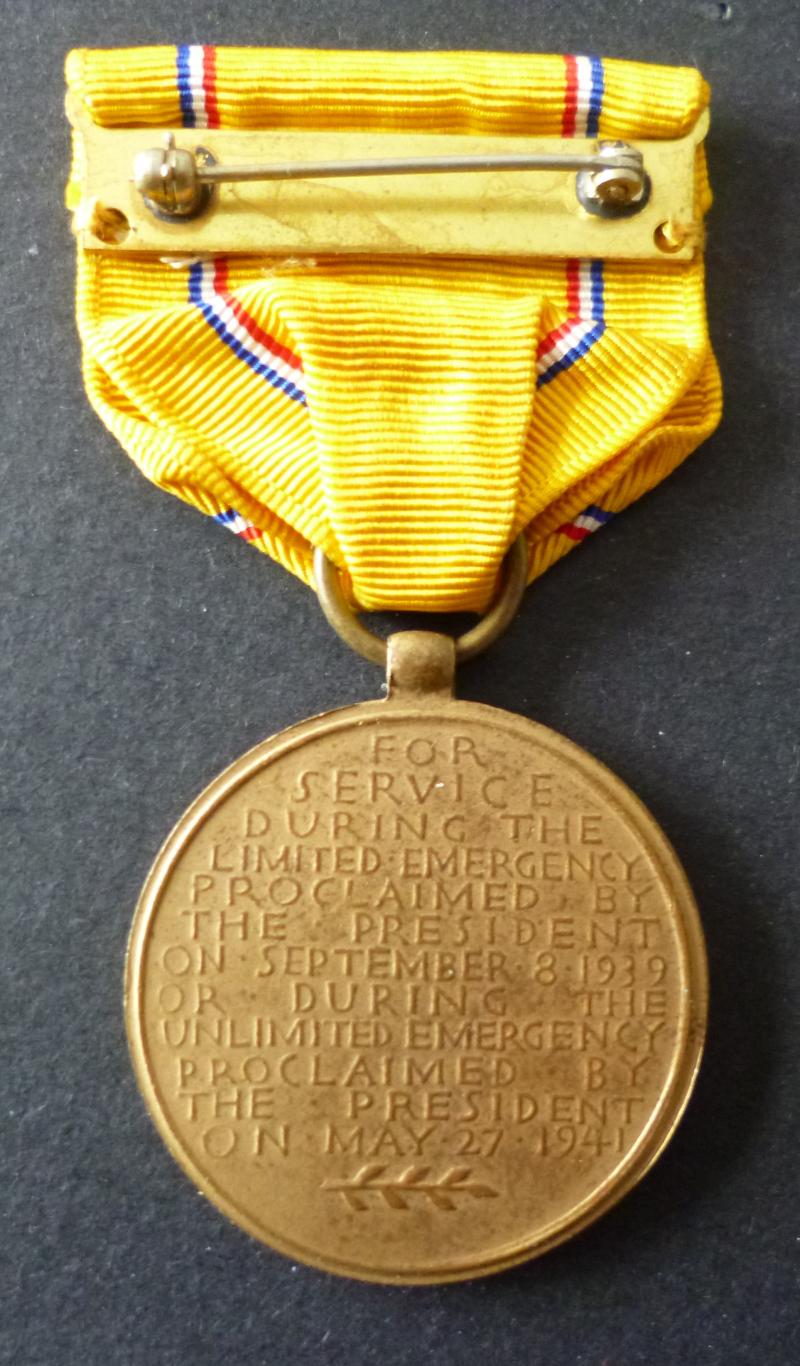 FOR
SERVICE
DURING THE
LIMITED EMERGENCY
PROCLAIMED BY
THE PRESIDENT
ON SEPTEMBER·8·1939
OR DURING THE
UNLIMITED EMERGENCY
PROCLAIMED BY
THE PRESIDENT
ON·MAY·27·1941